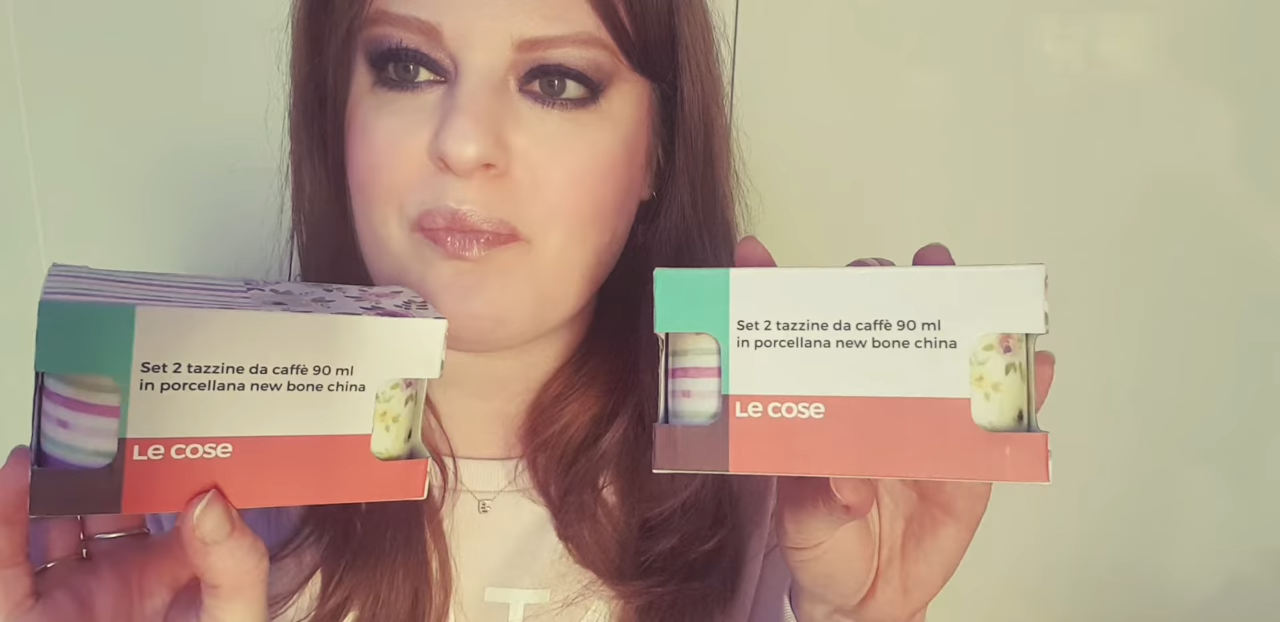 Set 2 tazzine da caffè 90 ml
in porcellana new bone china
Le cose
Set 2 tazzine da caffè 90 ml
in porcellana new bone china
Le cose